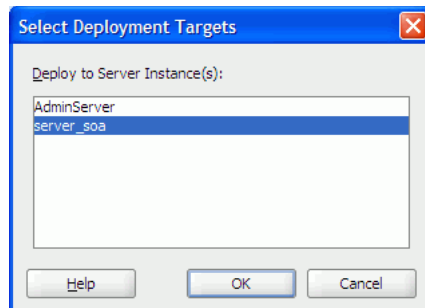 Select Deployment Targets
Deploy to Server Instance(s):
AdminServer
server_soa
Help
OK
Cancel